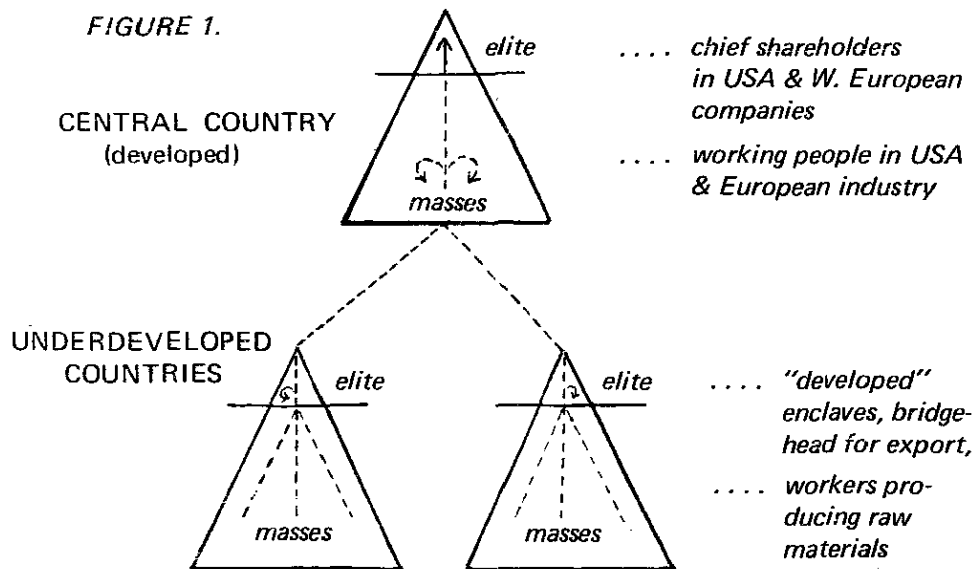 FIGURE 1.
elite
.... chief shareholders
in USA & W. European
companies
CENTRAL COUNTRY
(developed)
.... working people in USA
& European industry
masses
UNDERDEVELOPED
COUNTRIES
elite
elite
.... "developed"
enclaves, bridge-
head for export,
.... workers pro-
ducing raw
materials
masses
masses